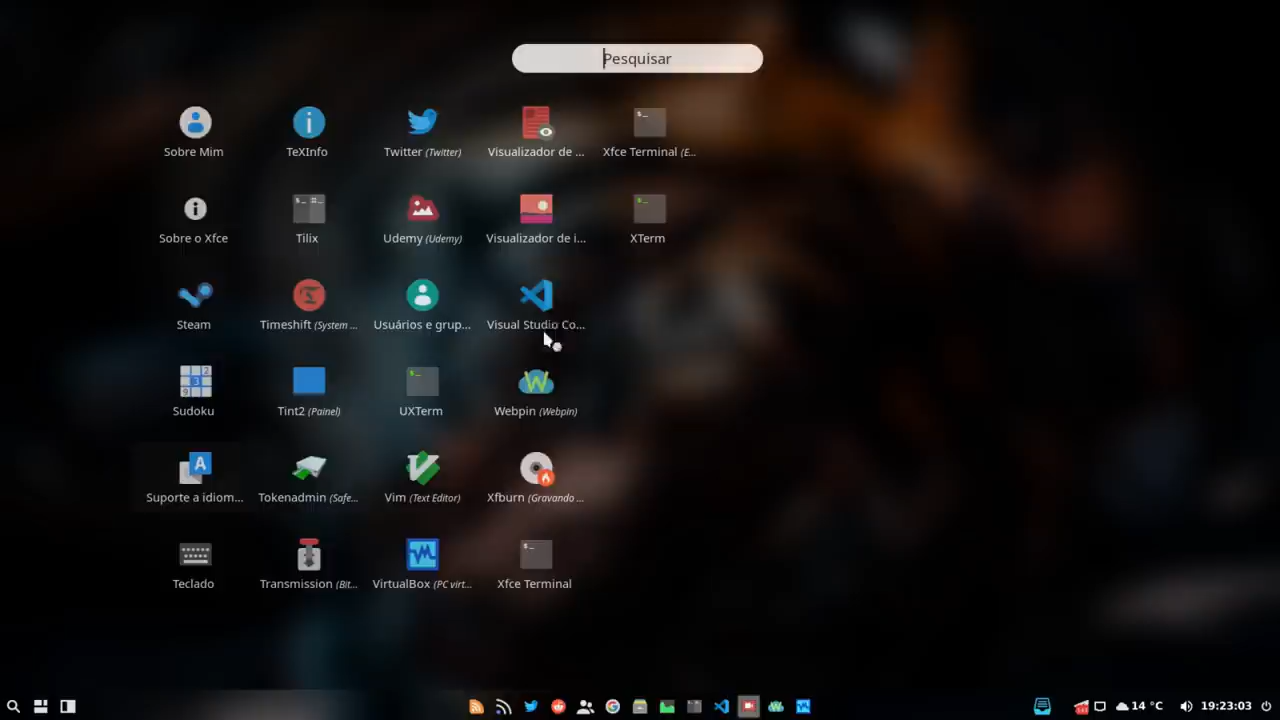 Pesquisar
Sobre Mim
TeXInfo
Twitter (Twitter)
Visualizador de ...
Xfce Terminal (E...
Sobre o Xfce
Tilix
Udemy (Udemy)
Visualizador de i...
XTerm
Steam
Timeshift (System ...
Usuários e grup...
Visual Studio Co...
Sudoku
Tint2 (Painel)
UXTerm
Webpin (Webpin)
Suporte a idiom...
Tokenadmin (Safe...
Vim (Text Editor)
Xfburn (Gravando ...
Teclado
Transmission (Bit...
VirtualBox (PC virt...
Xfce Terminal
14 °C
19:23:03